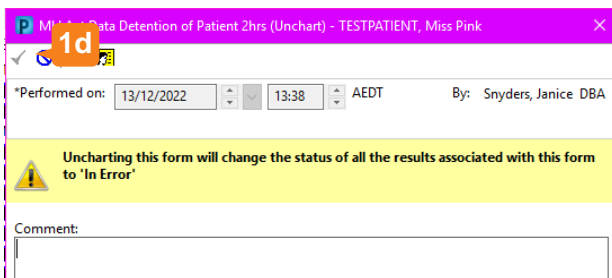 P MH Act Data Detention of Patient 2hrs (Unchart) - TESTPATIENT, Miss Pink
1d
*Performed on: 13/12/2022 13:38 AEDT By: Snyders, Janice DBA
Uncharting this form will change the status of all the results associated with this form
to 'In Error'
Comment: